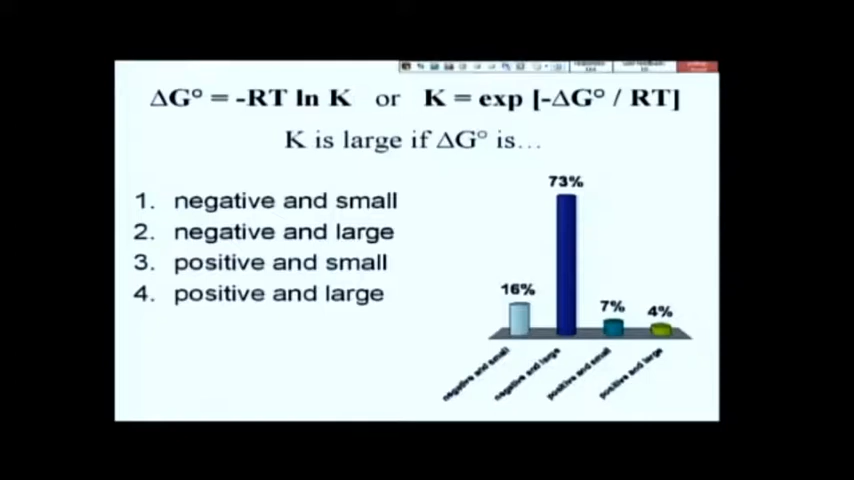 ΔG° = -RT ln K or K = exp [-ΔG° / RT]
K is large if ΔG° is...
1. negative and small
2. negative and large
3. positive and small
4. positive and large
73%
16%
7%
4%
negative and small
negative and large
positive and small
positive and large